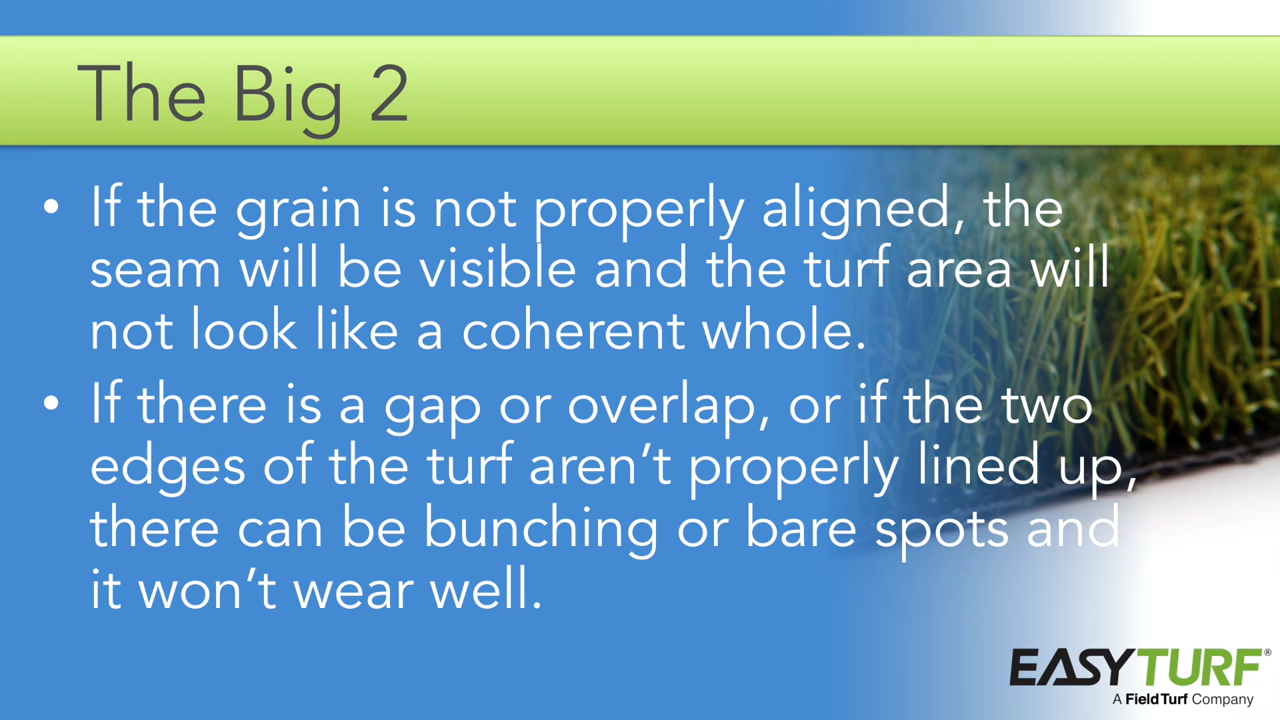 The Big 2
• If the grain is not properly aligned, the
seam will be visible and the turf area will
not look like a coherent whole.
• If there is a gap or overlap, or if the two
edges of the turf aren’t properly lined up,
there can be bunching or bare spots and
it won’t wear well.
EASYTURF®
A FieldTurf Company